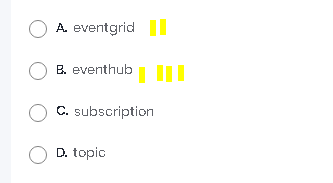 A. eventgrid
B. eventhub
C. subscription
D. topic